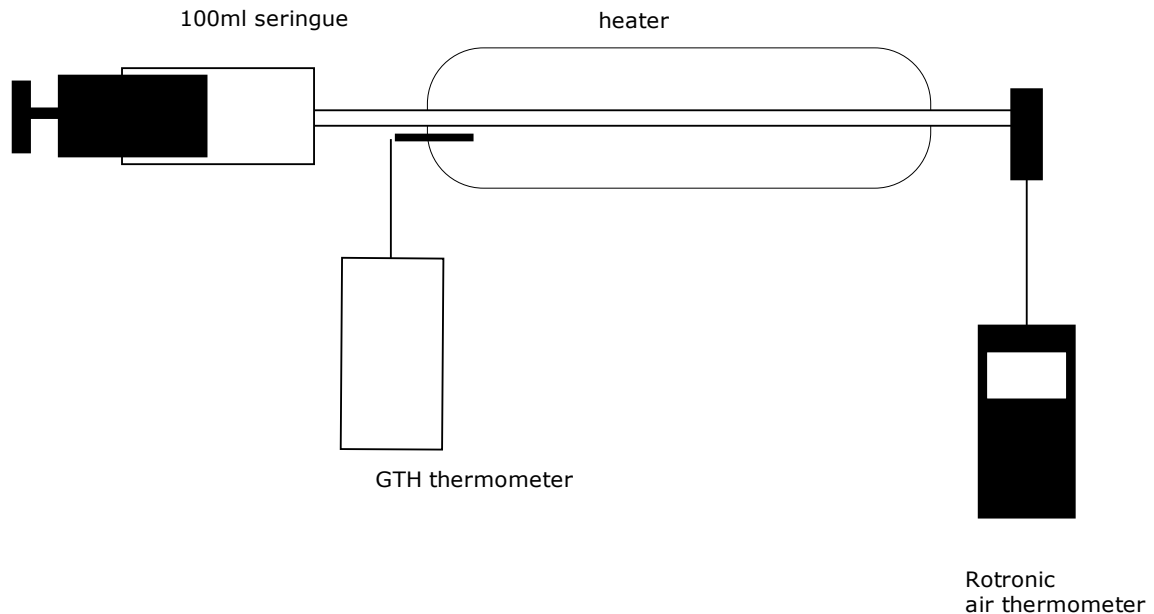 100ml seringue
heater
GTH thermometer
Rotronic
air thermometer